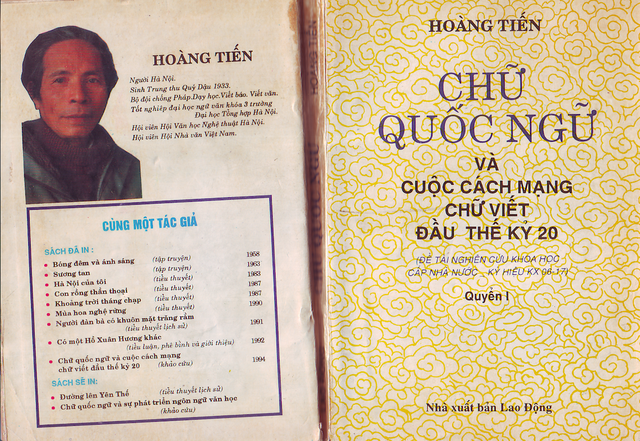 HOÀNG TIẾN
Người Hà Nội.
Sinh Trung thu Quý Dậu 1933.
Bộ đội chống Pháp.Dạy học.Viết báo. Viết văn.
Tốt nghiệp đại học ngữ văn khóa 3 trường
Đại học Tổng hợp Hà Nội.
Hội viên Hội Văn học Nghệ thuật Hà Nội.
Hội viên Hội Nhà văn Việt Nam.
CÙNG MỘT TÁC GIẢ
SÁCH ĐÃ IN :
• Bóng đêm và ánh sáng (tập truyện) 1958
• Sương tan (tập truyện) 1963
• Hà Nội của tôi (tiểu thuyết) 1983
• Con rồng thần thoại (tiểu thuyết) 1987
• Khoảng trời tháng chạp (tiểu thuyết) 1987
• Mùa hoa nghệ rừng (tiểu thuyết) 1990
• Người đàn bà có khuôn mặt trăng rằm
(tiểu thuyết lịch sử) 1991
• Có một Hồ Xuân Hương khác
(tiểu luận, phê bình và giới thiệu) 1992
• Chữ quốc ngữ và cuộc cách mạng
chữ viết đầu thế kỷ 20 (khảo cứu) 1994
SÁCH SẼ IN:
• Đường lên Yên Thế (tiểu thuyết lịch sử)
• Chữ quốc ngữ và sự phát triển ngôn ngữ văn học
(khảo cứu)
HOÀNG TIẾN
CHỮ
QUỐC NGỮ
VÀ
CUỘC CÁCH MẠNG
CHỮ VIẾT
ĐẦU THẾ KỶ 20
(ĐỀ TÀI NGHIÊN CỨU KHOA HỌC
CẤP NHÀ NƯỚC - KÝ HIỆU KX 06-17)
Quyển I
Nhà xuất bản Lao Động